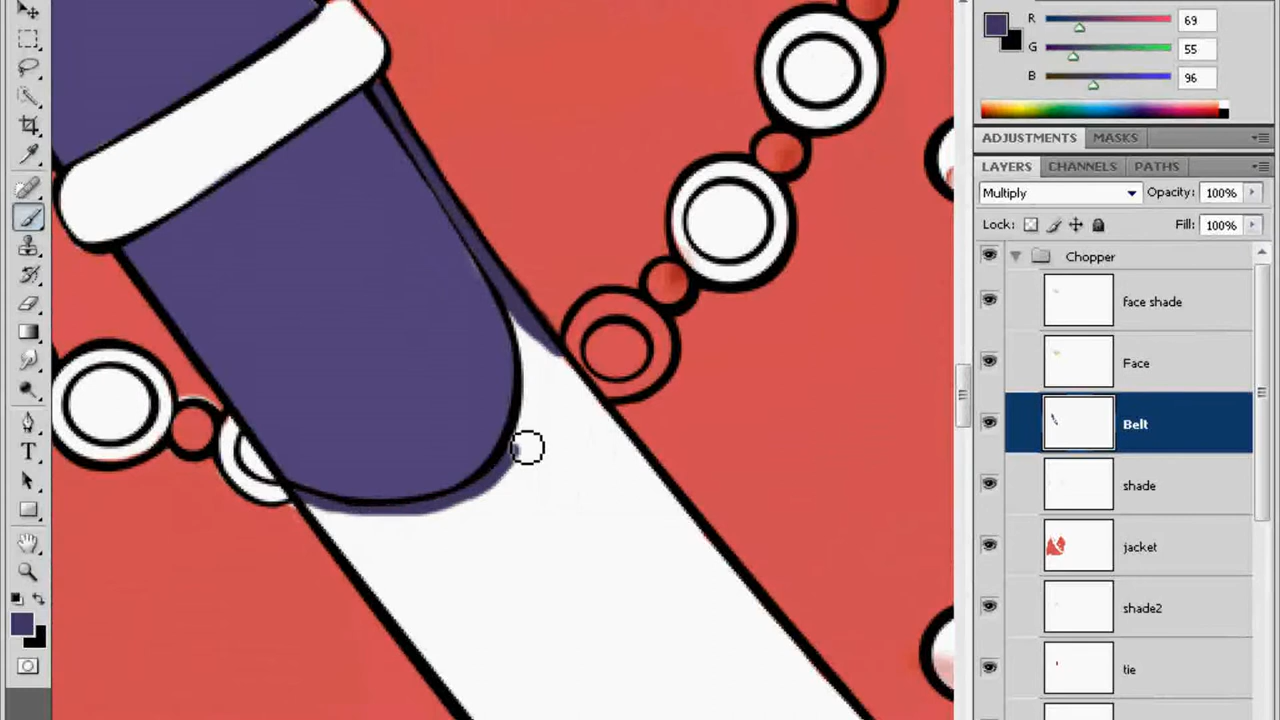 R 69
G 55
B 96
ADJUSTMENTS MASKS
LAYERS CHANNELS PATHS
Multiply Opacity: 100%
Lock: Fill: 100%
Chopper
face shade
Face
Belt
shade
jacket
shade2
tie
T